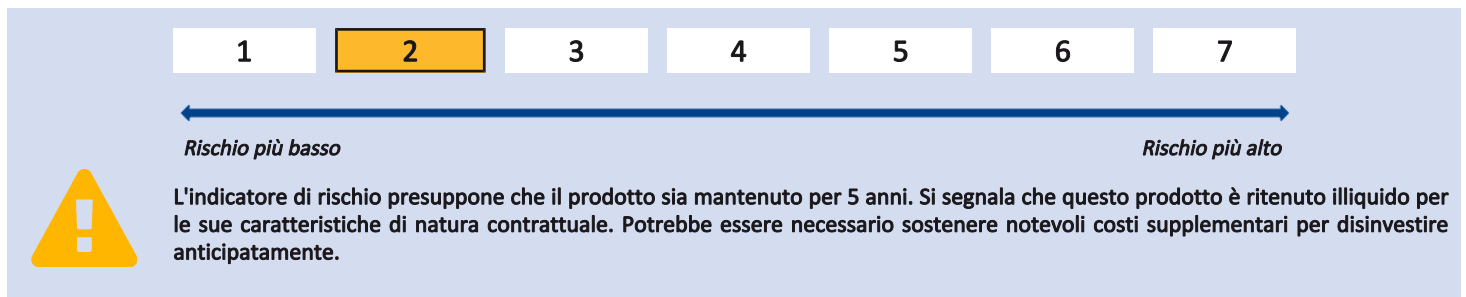 1 2 3 4 5 6 7
Rischio più basso Rischio più alto
L'indicatore di rischio presuppone che il prodotto sia mantenuto per 5 anni. Si segnala che questo prodotto è ritenuto illiquido per
le sue caratteristiche di natura contrattuale. Potrebbe essere necessario sostenere notevoli costi supplementari per disinvestire
anticipatamente.